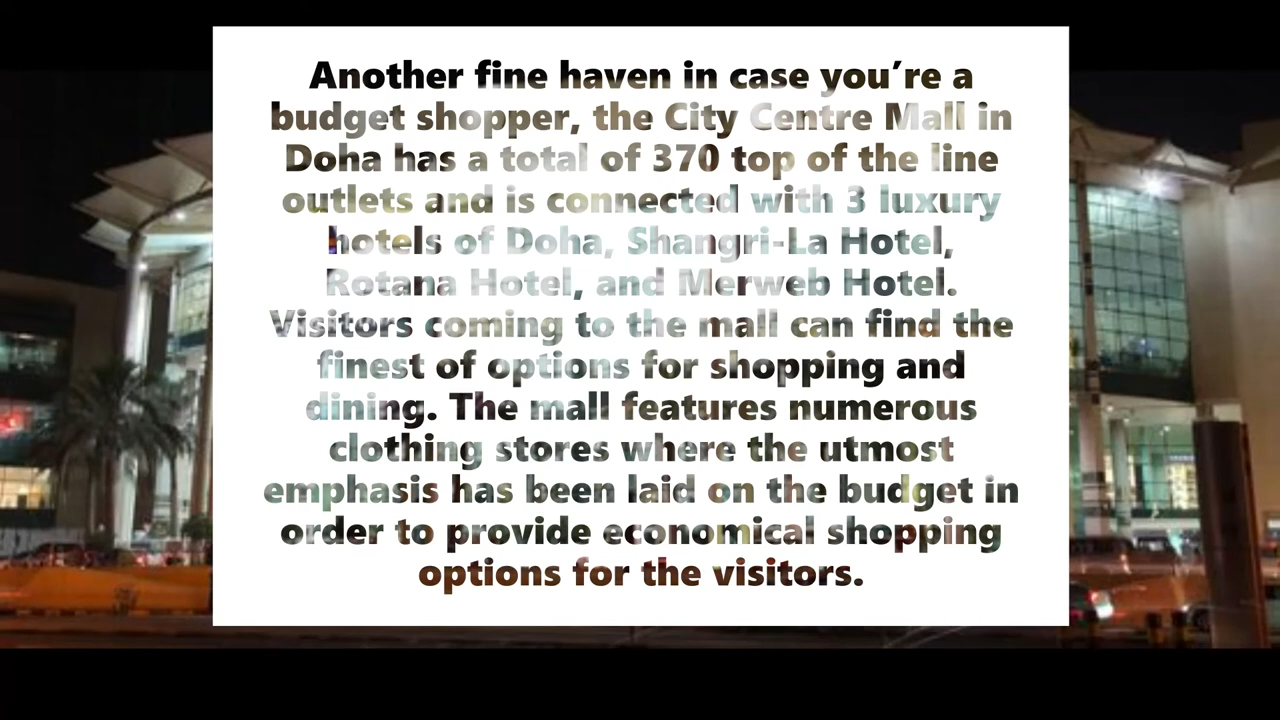 Another fine haven in case you’re a
budget shopper, the City Centre Mall in
Doha has a total of 370 top of the line
outlets and is connected with 3 luxury
hotels of Doha, Shangri-La Hotel,
Rotana Hotel, and Merweb Hotel.
Visitors coming to the mall can find the
finest of options for shopping and
dining. The mall features numerous
clothing stores where the utmost
emphasis has been laid on the budget in
order to provide economical shopping
options for the visitors.